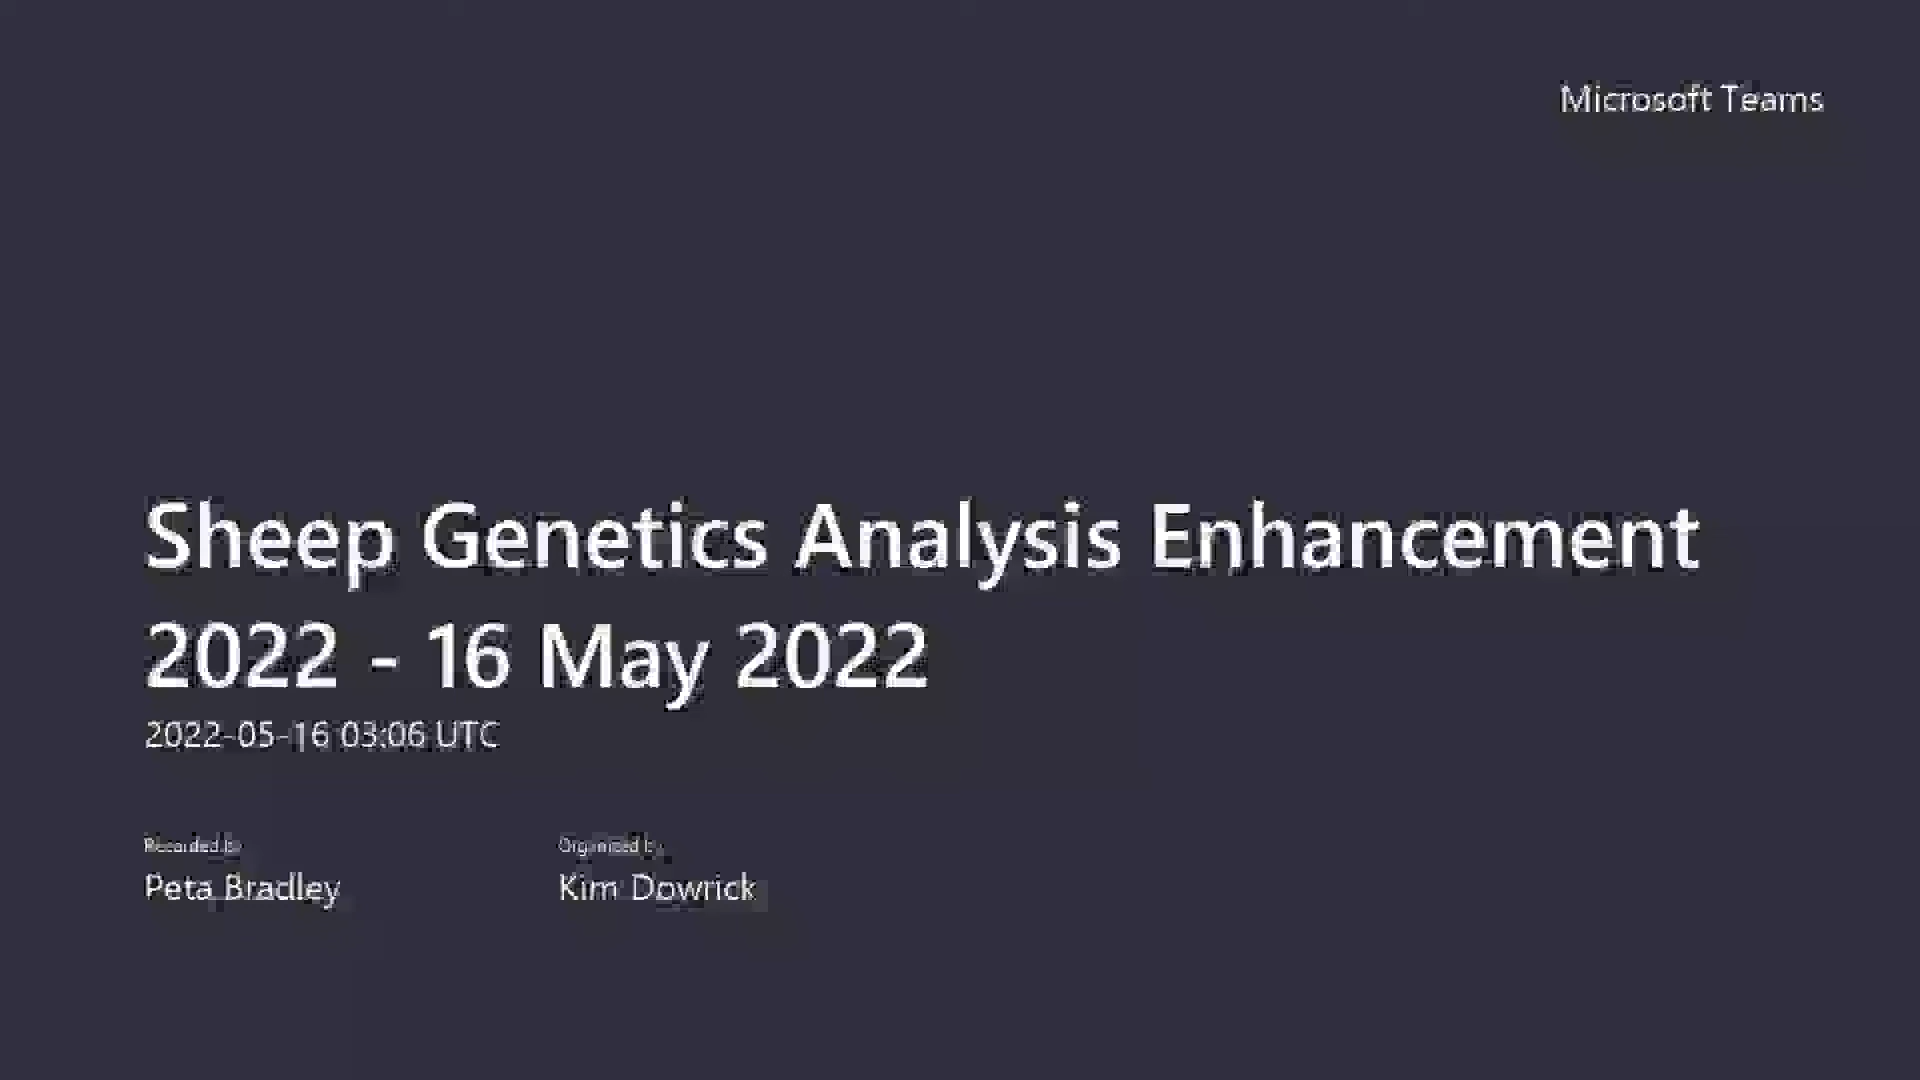 Microsoft Teams
Sheep Genetics Analysis Enhancement
2022 - 16 May 2022
2022-05-16 03:06 UTC
Recorded by
Organized by
Peta Bradley
Kim Dowrick